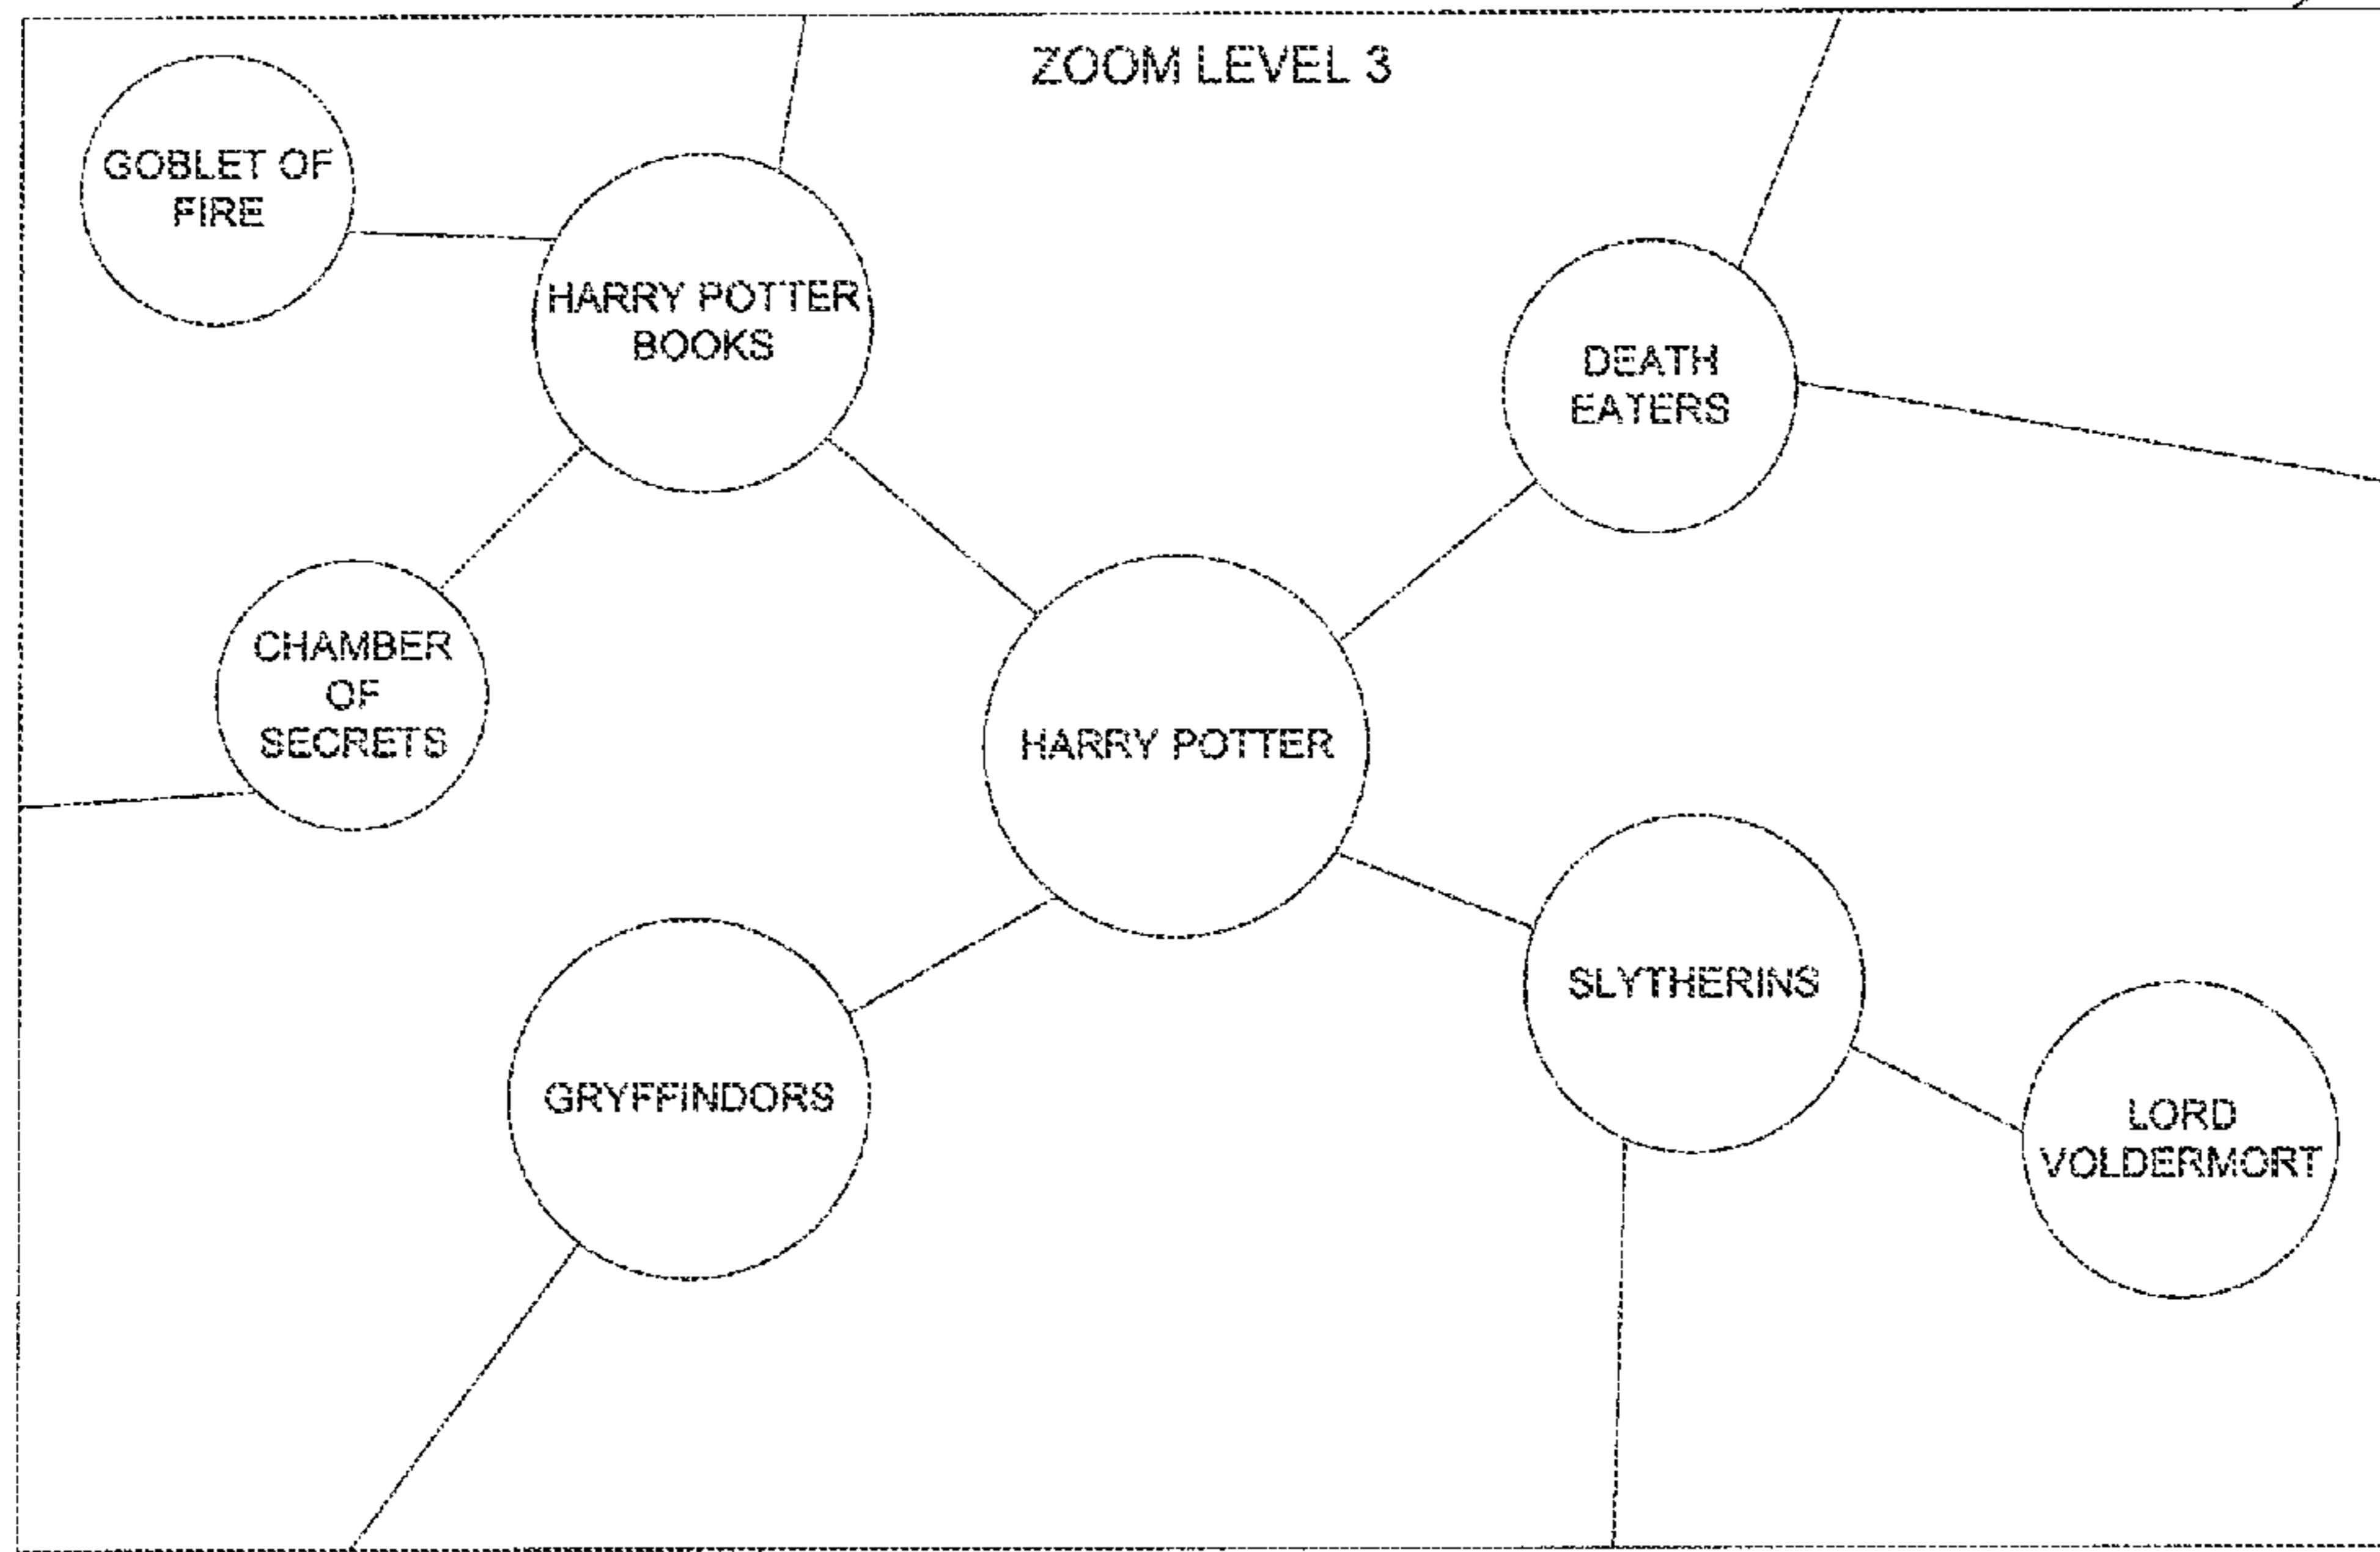 ZOOM LEVEL 3
GOBLET OF
FIRE
HARRY POTTER
BOOKS
DEATH
EATERS
CHAMBER
OF
SECRETS
HARRY POTTER
SLYTHERINS
GRYFFINDORS
LORD
VOLDERMORT